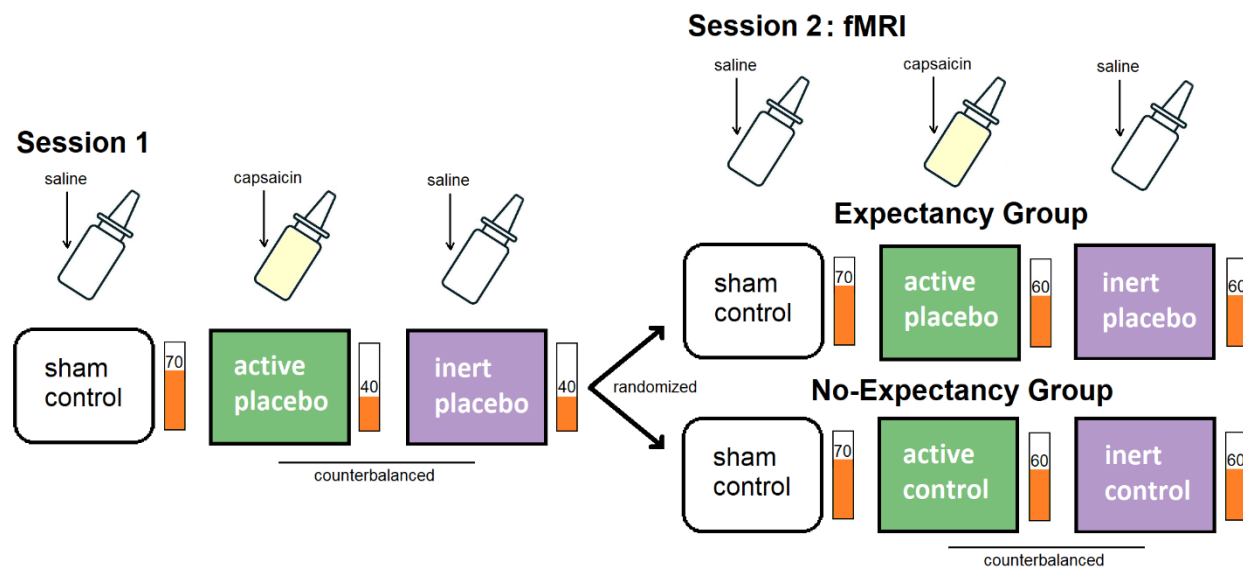 Session 2: fMRI
saline
capsaicin
saline
Session 1
saline
capsaicin
saline
Expectancy Group
sham
control
70
active
placebo
60
inert
placebo
60
sham
control
70
active
placebo
40
inert
placebo
40
randomized
counterbalanced
No-Expectancy Group
sham
control
70
active
control
60
inert
control
60
counterbalanced